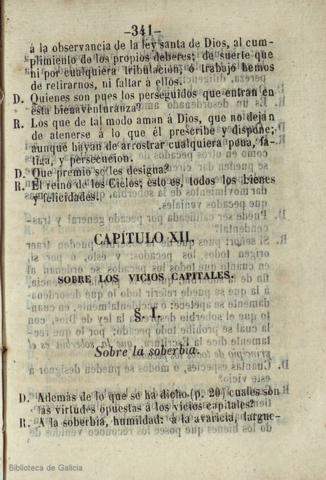 —341—
á la observancia de la ley santa de Dios, al cum-
plimiento de los propios deberes; de suerte que
ni por cualquiera tribulacion, ó trabajo hemos
de retirarnos, ni faltar á ellos.
D. Quienes son pues los perseguidos que entran en
esta bienaventuranza?
R. Los que de tal modo aman á Dios, que no dejan
de atenerse á lo que él prescribe y dispone;
aunque hayan de arrostrar cualquiera pena, fa-
tiga, y persecucion.
D. Que premio se les designa?
R. El reino de los Cielos; esto es, todos los bienes
y felicidades.
CAPÍTULO XII,
SOBRE LOS VICIOS CAPITALES.
§ I.
Sobre la soberbia.
D. Además de lo que se ha dicho (p. 20) cuales son
las virtudes opuestas á los vicios capitales?
R. A la soberbia, humildad: á la avaricia, largue-
Biblioteca de Galicia